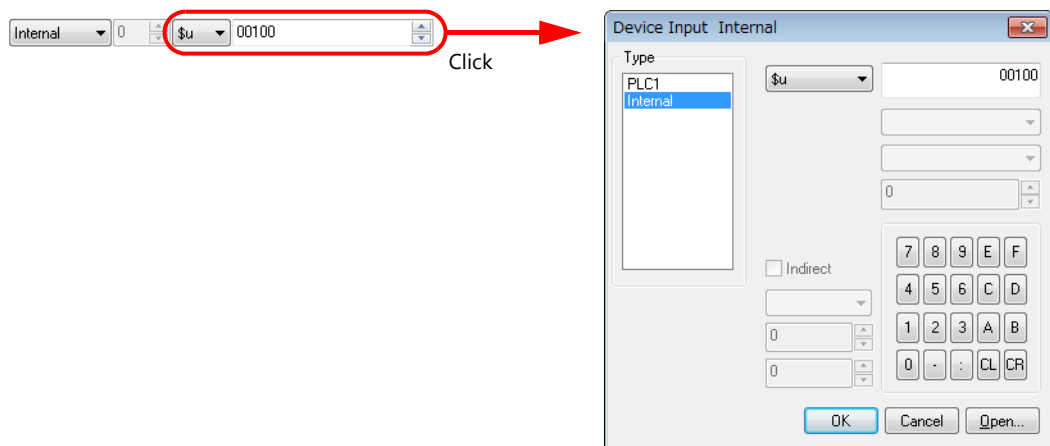 Internal 0 $u 00100
Click
Device Input Internal
Type
PLC1
Internal
$u 00100
0
Indirect
0
0
7 8 9 E F
4 5 6 C D
1 2 3 A B
0 - : CL CR
OK Cancel Open...